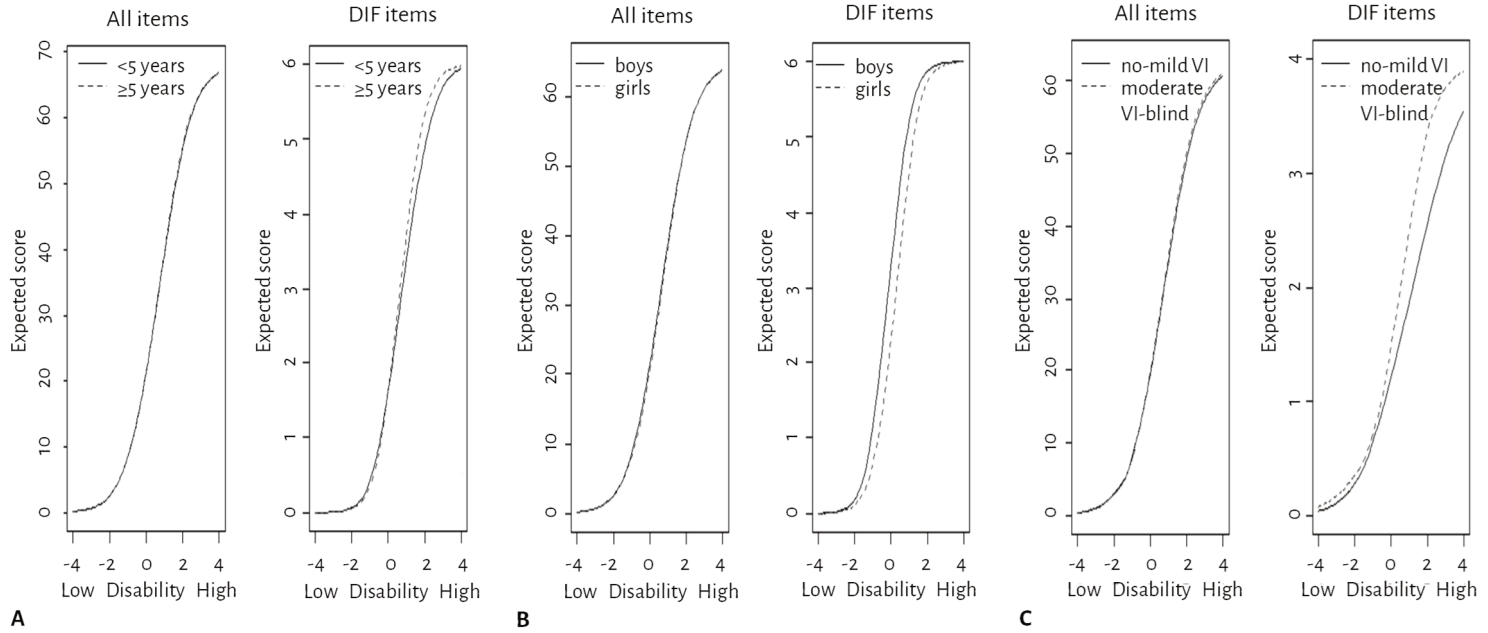 All items
<5 years
≥5 years
Expected score
70
60
50
40
30
20
10
0
-4 -2 0 2 4
Low Disability High
A
DIF items
<5 years
≥5 years
Expected score
6
5
4
3
2
1
0
-4 -2 0 2 4
Low Disability High
All items
boys
girls
Expected score
60
50
40
30
20
10
0
-4 -2 0 2 4
Low Disability High
B
DIF items
boys
girls
Expected score
6
5
4
3
2
1
0
-4 -2 0 2 4
Low Disability High
All items
no-mild VI
moderate
VI-blind
Expected score
60
50
40
30
20
10
0
-4 -2 0 2 4
Low Disability High
C
DIF items
no-mild VI
moderate
VI-blind
Expected score
4
3
2
1
0
-4 -2 0 2 4
Low Disability High